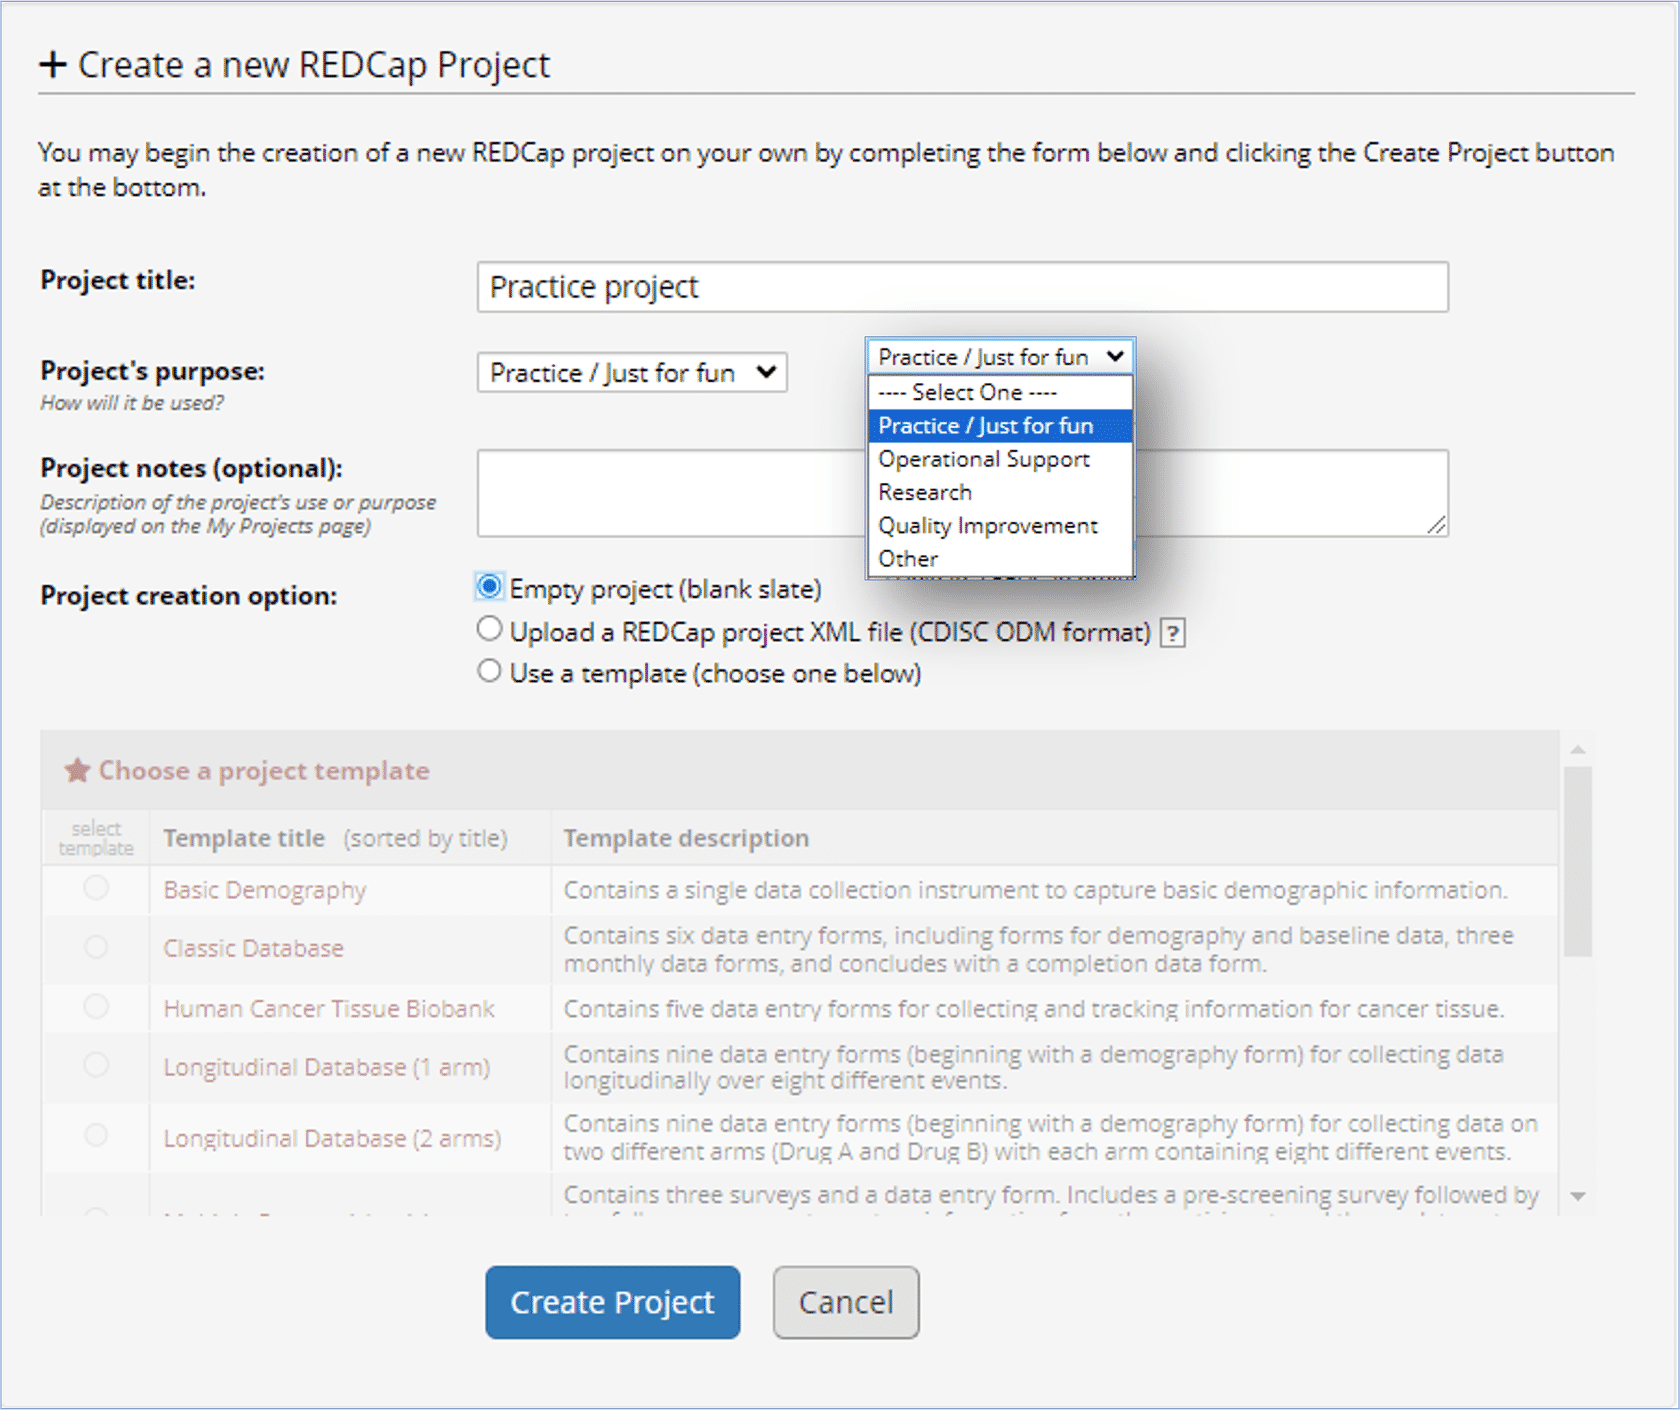 Create a new REDCap Project
You may begin the creation of a new REDCap project on your own by completing the form below and clicking the Create Project button
at the bottom.
Project title:
Practice project
Project's purpose:
How will it be used?
Practice / Just for fun
Practice / Just for fun
---- Select One ----
Practice / Just for fun
Operational Support
Research
Quality Improvement
Other
Project notes (optional):
Description of the project's use or purpose
(displayed on the My Projects page)
Project creation option:
Empty project (blank slate)
Upload a REDCap project XML file (CDISC ODM format) ?
Use a template (choose one below)
Choose a project template
select
template
Template title (sorted by title)
Template description
Basic Demography
Contains a single data collection instrument to capture basic demographic information.
Classic Database
Contains six data entry forms, including forms for demography and baseline data, three
monthly data forms, and concludes with a completion data form.
Human Cancer Tissue Biobank
Contains five data entry forms for collecting and tracking information for cancer tissue.
Longitudinal Database (1 arm)
Contains nine data entry forms (beginning with a demography form) for collecting data
longitudinally over eight different events.
Longitudinal Database (2 arms)
Contains nine data entry forms (beginning with a demography form) for collecting data on
two different arms (Drug A and Drug B) with each arm containing eight different events.
Contains three surveys and a data entry form. Includes a pre-screening survey followed by
Create Project
Cancel